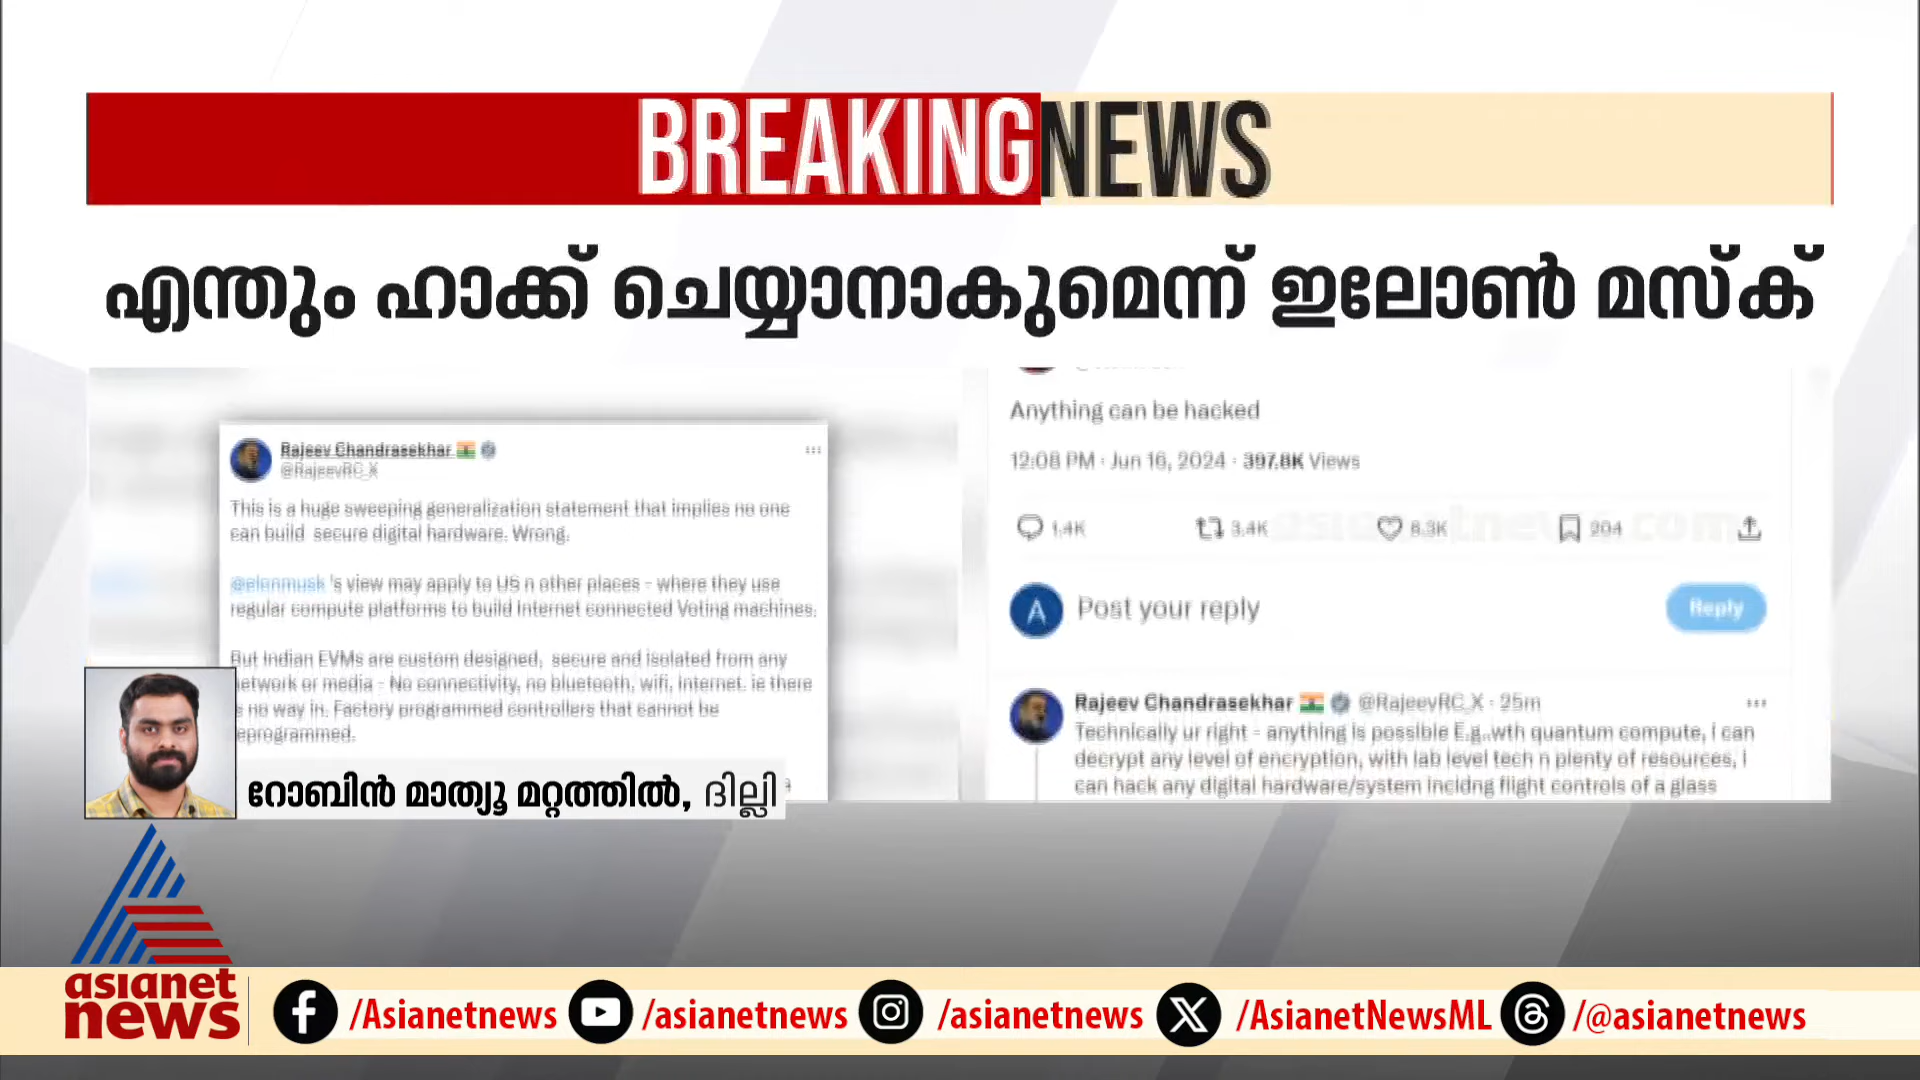 BREAKING NEWS
എന്തും ഹാക്ക് ചെയ്യാനാകുമെന്ന് ഇലോൺ മസ്ക്
Rajeev Chandrasekhar
@RajeevRC_X
This is a huge sweeping generalization statement that implies no one
can build secure digital hardware. Wrong.
@elonmusk 's view may apply to US n other places - where they use
regular compute platforms to build Internet connected Voting machines.
But Indian EVMs are custom designed, secure and isolated from any
network or media - No connectivity, no bluetooth, wifi, Internet. ie there
is no way in. Factory programmed controllers that cannot be
reprogrammed.
Anything can be hacked
12:08 PM · Jun 16, 2024 · 397.8K Views
1.4K 3.4K 8.3K 204
asianetnews.com
A Post your reply Reply
Rajeev Chandrasekhar @RajeevRC_X · 25m
Technically ur right - anything is possible E.g. wth quantum compute, I can
decrypt any level of encryption, with lab level tech n plenty of resources, I
can hack any digital hardware/system incldng flight controls of a glass
റോബിൻ മാത്യൂ മറ്റത്തിൽ, ദില്ലി
asianet
news
/Asianetnews /asianetnews /asianetnews /AsianetNewsML /@asianetnews